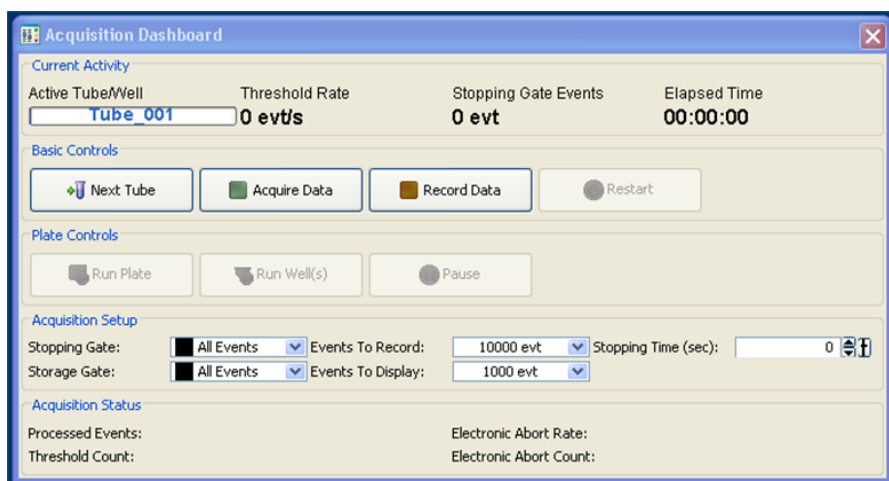 Acquisition Dashboard
Current Activity
Active Tube/Well Threshold Rate Stopping Gate Events Elapsed Time
Tube_001 0 evt/s 0 evt 00:00:00
Basic Controls
Next Tube Acquire Data Record Data Restart
Plate Controls
Run Plate Run Well(s) Pause
Acquisition Setup
Stopping Gate: All Events Events To Record: 10000 evt Stopping Time (sec): 0
Storage Gate: All Events Events To Display: 1000 evt
Acquisition Status
Processed Events: Electronic Abort Rate:
Threshold Count: Electronic Abort Count: